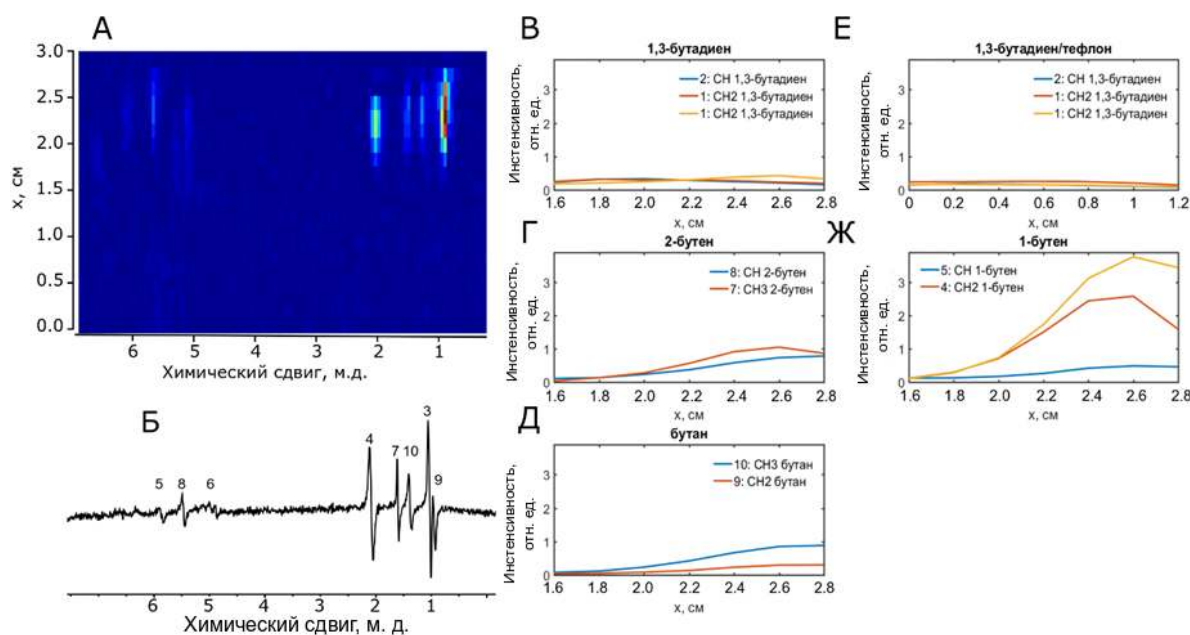 А
3.0
2.5
2.0
1.5
1.0
0.5
0.0
x, см
6 5 4 3 2 1
Химический сдвиг, м.д.
Б
5 8 6 4 7 10 3 9
6 5 4 3 2 1
Химический сдвиг, м. д.
В
1,3-бутадиен
2: CH 1,3-бутадиен
1: CH2 1,3-бутадиен
1: CH2 1,3-бутадиен
Инстенсивность,
отн. ед.
3
2
1
0
1.6 1.8 2.0 2.2 2.4 2.6 2.8
x, см
Е
1,3-бутадиен/тефлон
2: CH 1,3-бутадиен
1: CH2 1,3-бутадиен
1: CH2 1,3-бутадиен
Инстенсивность,
отн. ед.
3
2
1
0
0 0.2 0.4 0.6 0.8 1 1.2
x, см
Г
2-бутен
8: CH 2-бутен
7: CH3 2-бутен
Инстенсивность,
отн. ед.
3
2
1
0
1.6 1.8 2.0 2.2 2.4 2.6 2.8
x, см
Ж
1-бутен
5: CH 1-бутен
4: CH2 1-бутен
Инстенсивность,
отн. ед.
3
2
1
0
1.6 1.8 2.0 2.2 2.4 2.6 2.8
x, см
Д
бутан
10: CH3 бутан
9: CH2 бутан
Инстенсивность,
отн. ед.
3
2
1
0
1.6 1.8 2.0 2.2 2.4 2.6 2.8
x, см